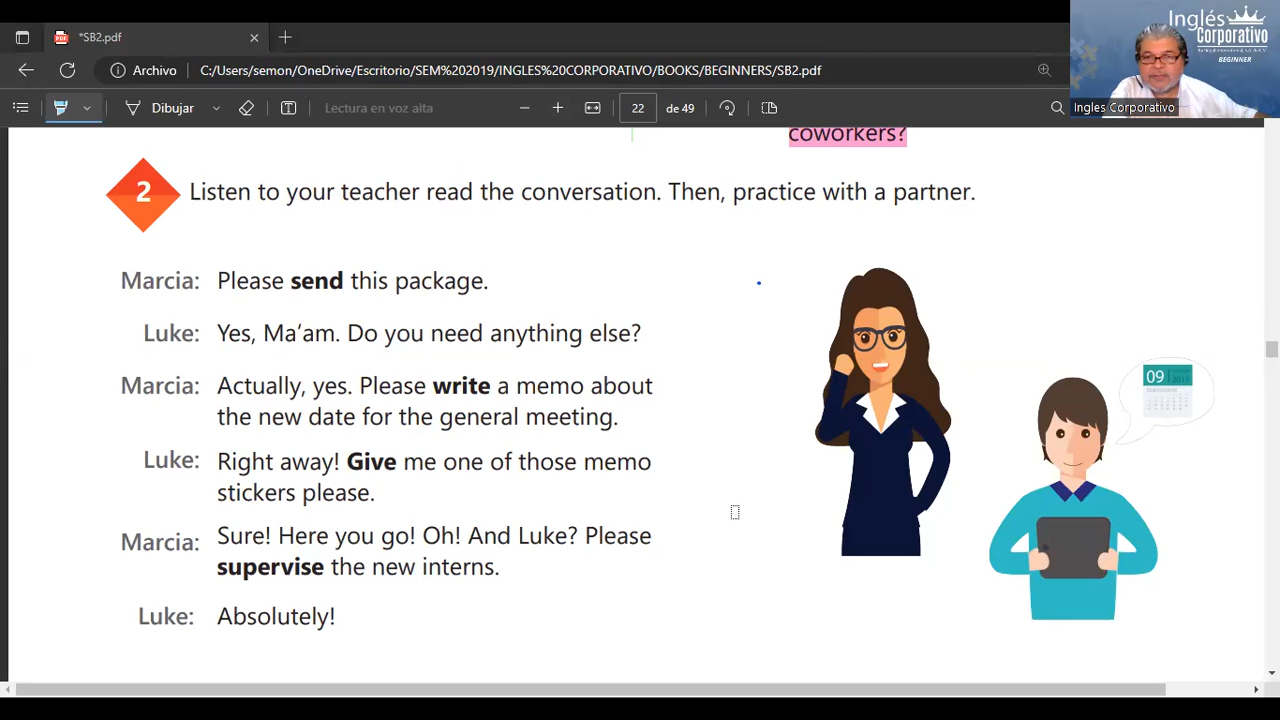 *SB2.pdf
Archivo
C:/Users/semon/OneDrive/Escritorio/SEM%202019/INGLES%20CORPORATIVO/BOOKS/BEGINNERS/SB2.pdf
Dibujar
Lectura en voz alta
22
de 49
Inglés
Corporativo
BEGINNER
Ingles Corporativo
coworkers?
2 Listen to your teacher read the conversation. Then, practice with a partner.
Marcia: Please send this package.
Luke: Yes, Ma’am. Do you need anything else?
Marcia: Actually, yes. Please write a memo about
the new date for the general meeting.
Luke: Right away! Give me one of those memo
stickers please.
Marcia: Sure! Here you go! Oh! And Luke? Please
supervise the new interns.
Luke: Absolutely!
09
2017